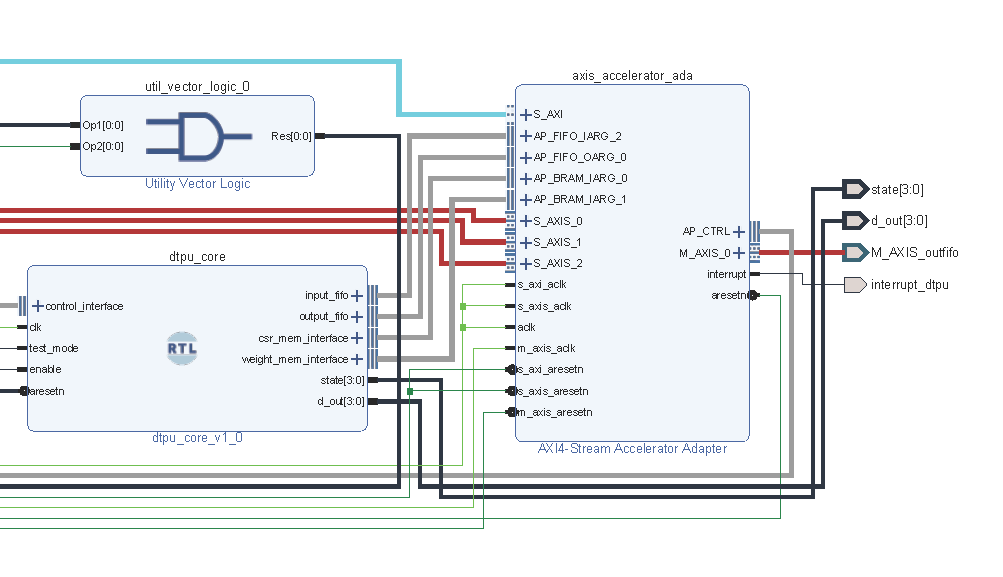 util_vector_logic_0
Op1[0:0]
Op2[0:0]
Res[0:0]
Utility Vector Logic
dtpu_core
control_interface
clk
test_mode
enable
aresetn
RTL
input_fifo
output_fifo
csr_mem_interface
weight_mem_interface
state[3:0]
d_out[3:0]
dtpu_core_v1_0
axis_accelerator_ada
S_AXI
AP_FIFO_IARG_2
AP_FIFO_OARG_0
AP_BRAM_IARG_0
AP_BRAM_IARG_1
S_AXIS_0
S_AXIS_1
S_AXIS_2
s_axi_aclk
s_axis_aclk
aclk
m_axis_aclk
s_axi_aresetn
s_axis_aresetn
m_axis_aresetn
AP_CTRL
M_AXIS_0
interrupt
aresetn
AXI4-Stream Accelerator Adapter
state[3:0]
d_out[3:0]
M_AXIS_outfifo
interrupt_dtpu